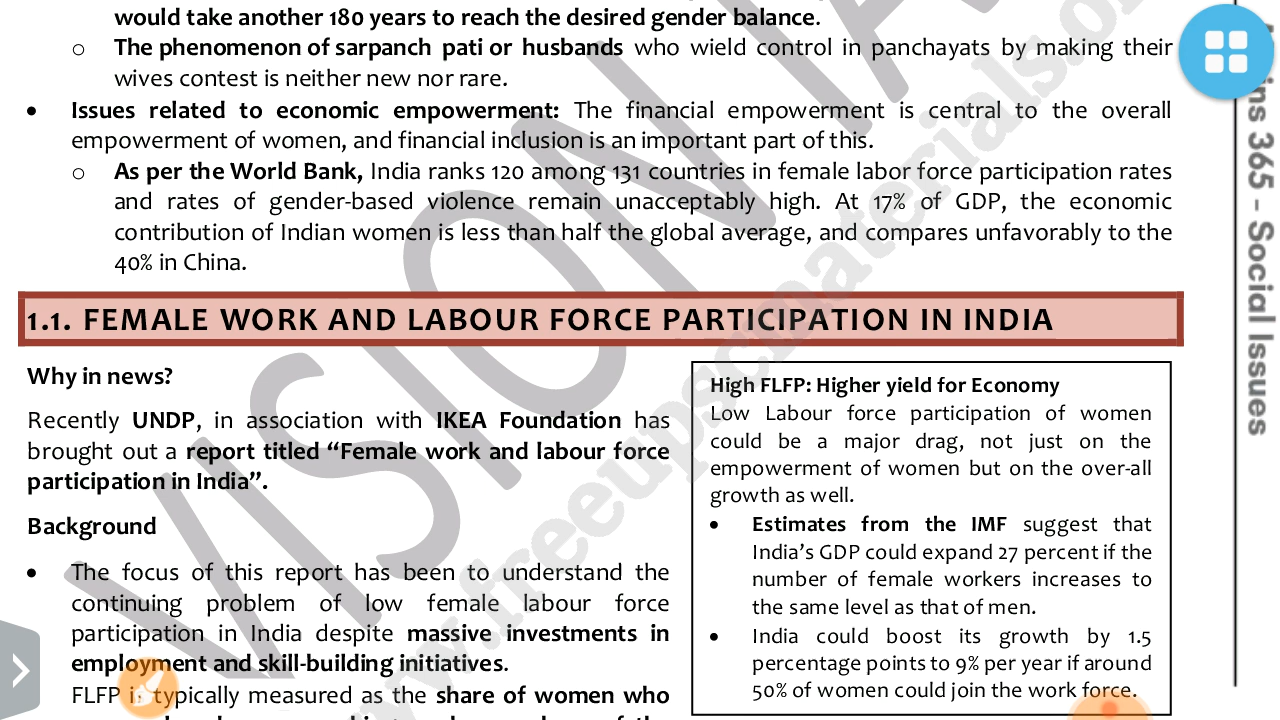 would take another 180 years to reach the desired gender balance.
o The phenomenon of sarpanch pati or husbands who wield control in panchayats by making their
wives contest is neither new nor rare.
• Issues related to economic empowerment: The financial empowerment is central to the overall
empowerment of women, and financial inclusion is an important part of this.
o As per the World Bank, India ranks 120 among 131 countries in female labor force participation rates
and rates of gender-based violence remain unacceptably high. At 17% of GDP, the economic
contribution of Indian women is less than half the global average, and compares unfavorably to the
40% in China.
1.1. FEMALE WORK AND LABOUR FORCE PARTICIPATION IN INDIA
Why in news?
Recently UNDP, in association with IKEA Foundation has
brought out a report titled “Female work and labour force
participation in India”.
Background
• The focus of this report has been to understand the
continuing problem of low female labour force
participation in India despite massive investments in
employment and skill-building initiatives.
FLFP is typically measured as the share of women who
High FLFP: Higher yield for Economy
Low Labour force participation of women
could be a major drag, not just on the
empowerment of women but on the over-all
growth as well.
• Estimates from the IMF suggest that
India’s GDP could expand 27 percent if the
number of female workers increases to
the same level as that of men.
• India could boost its growth by 1.5
percentage points to 9% per year if around
50% of women could join the work force.
365 – Social Issues
VISION IA
www.freeupscmaterials.or